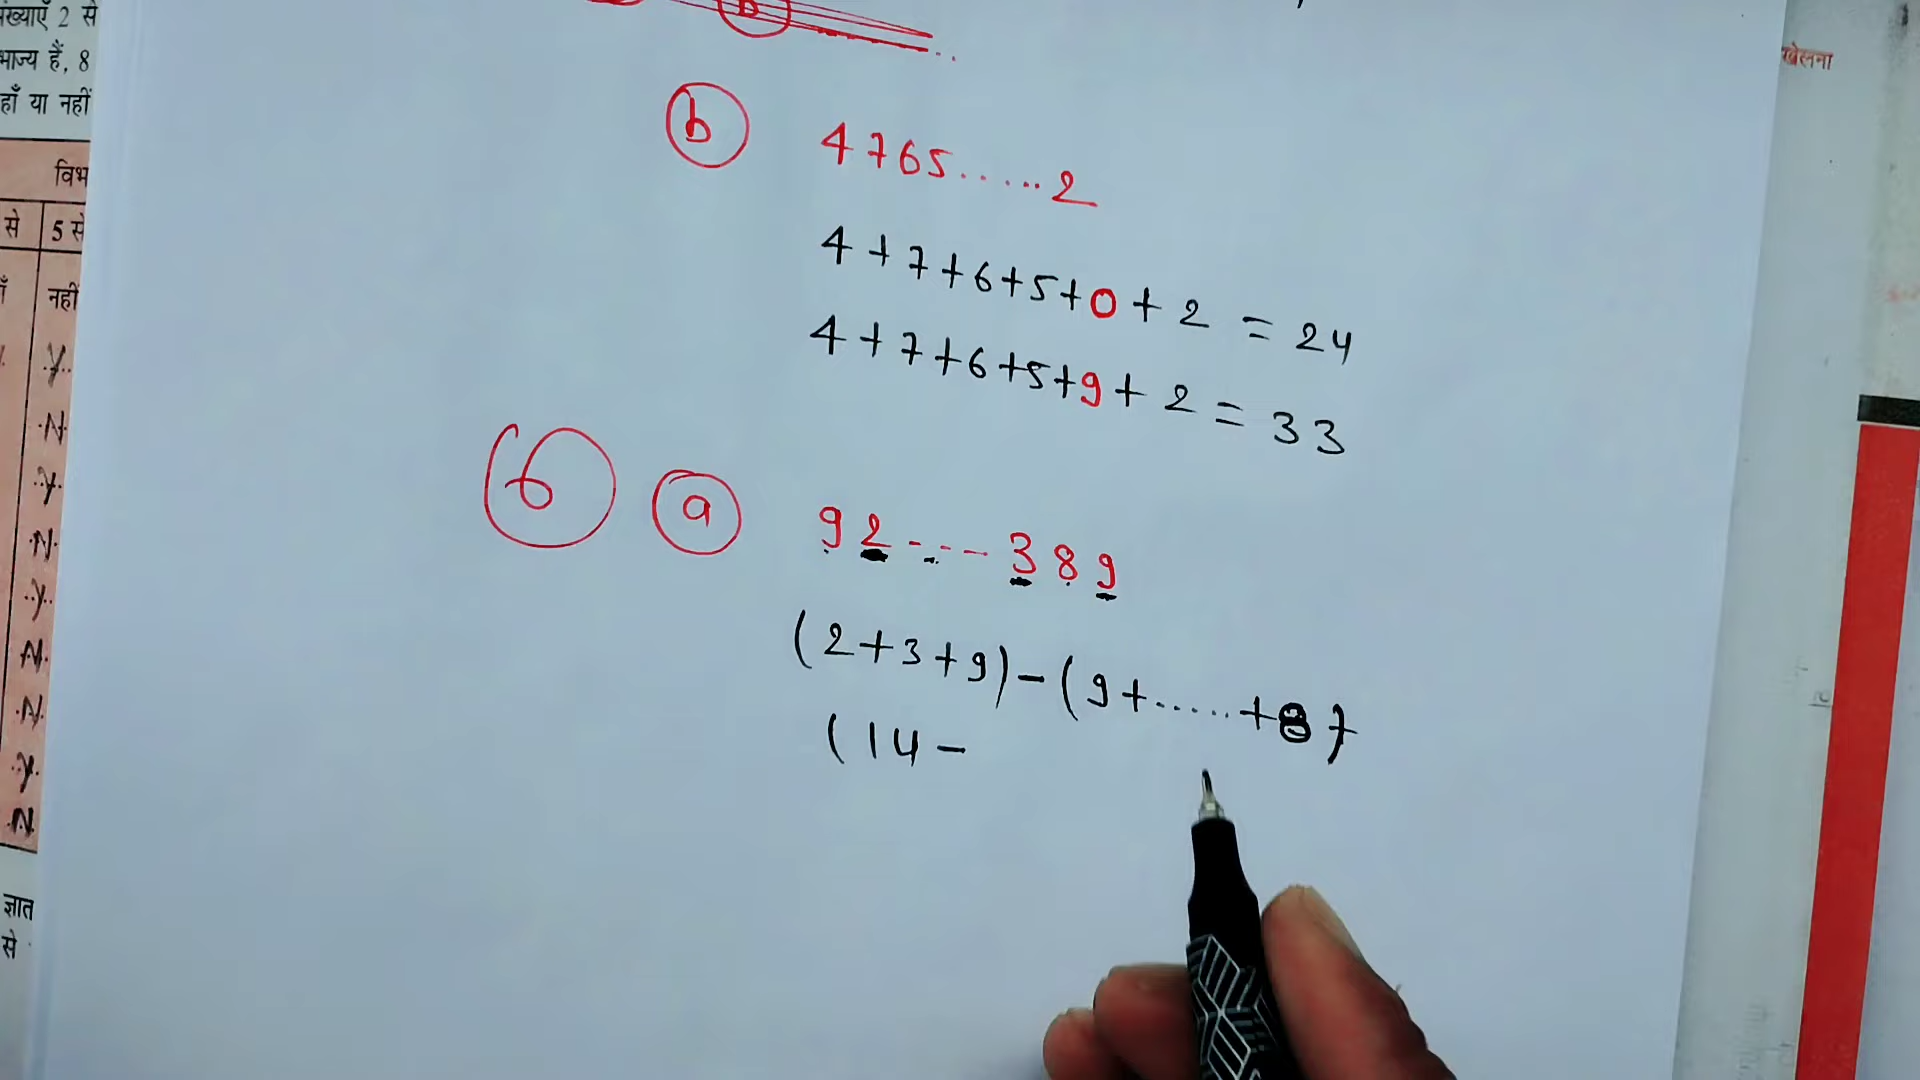 संख्याएँ 2 से
भाज्य हैं, 8
हाँ या नहीं
विभ
से 5 से
नहीं
Y
N
Y
N
Y
N
N
Y
N
ज्ञात
से
खेलना
b 4765......2
4+7+6+5+0+2 = 24
4+7+6+5+9+2 = 33
6 a 92----389
(2+3+9)-(9+.....+8)
(14-